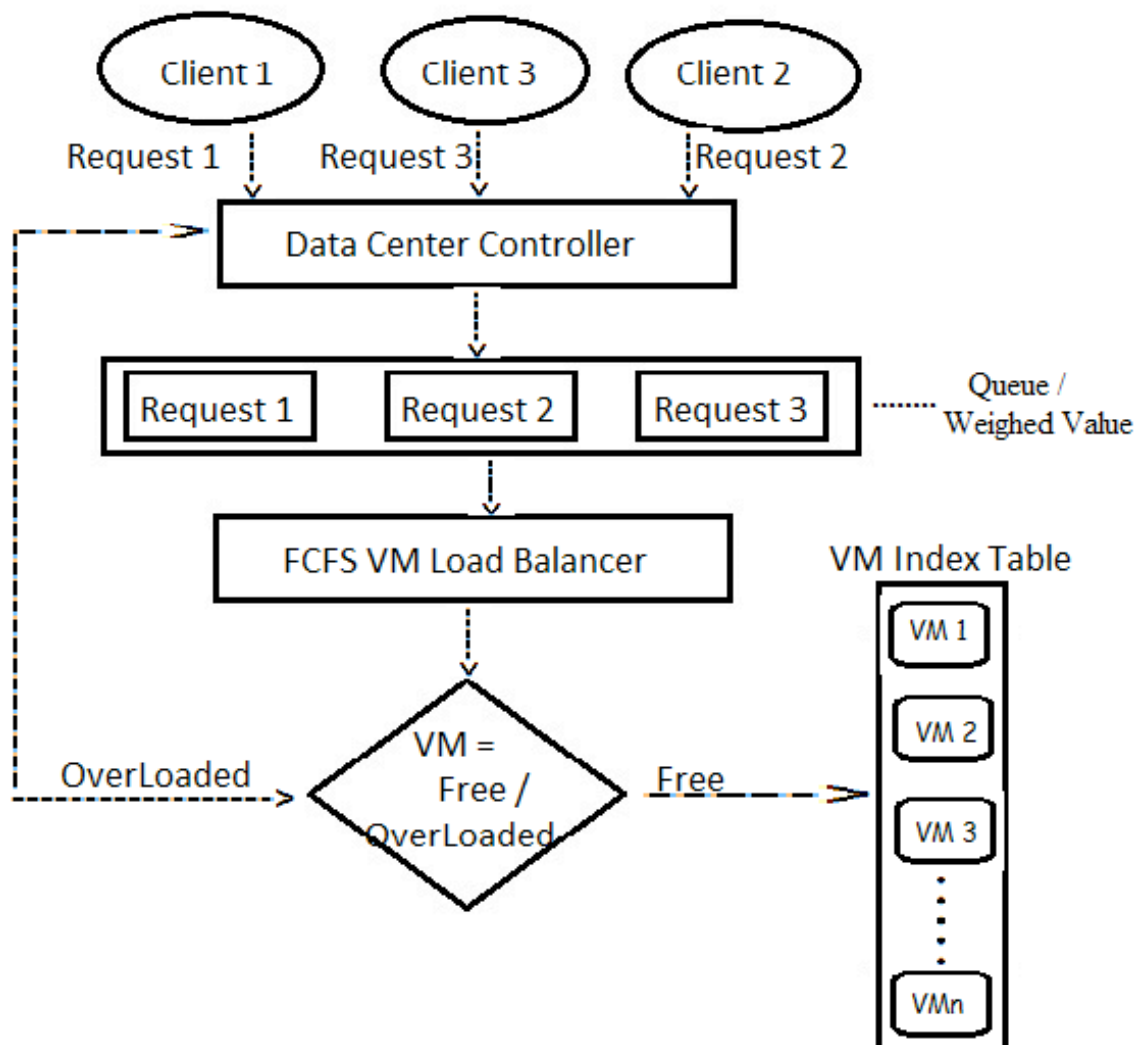 Client 1
Client 3
Client 2
Request 1
Request 3
Request 2
Data Center Controller
Request 1
Request 2
Request 3
Queue /
Weighed Value
FCFS VM Load Balancer
VM Index Table
VM 1
VM 2
VM 3
VMn
VM =
Free /
OverLoaded
OverLoaded
Free